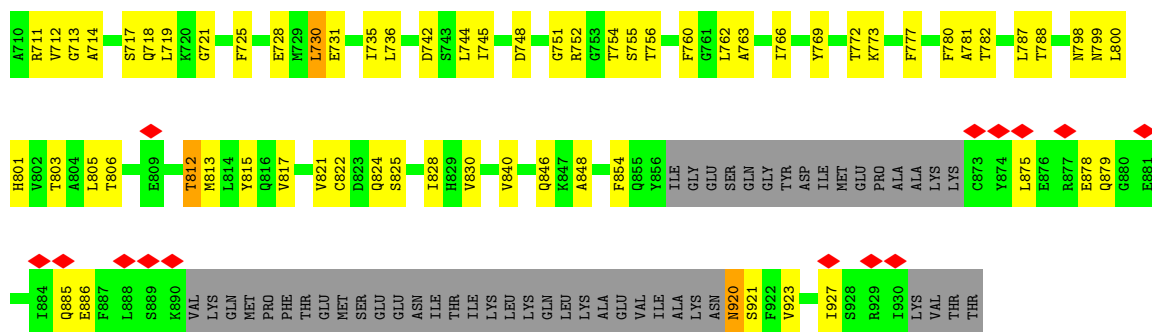 A710 R711 V712 G713 A714 S717 Q718 L719 K720 G721 F725 E728 M729 L730 E731 I735 L736 D742 S743 L744 I745 D748 G751 R752 G753 T754 S755 T756 F760 G761 L762 A763 I766 Y769 T772 K773 F777 F780 A781 T782 L787 T788 N798 N799 L800
H801 V802 T803 A804 L805 T806 E809 T812 M813 L814 Y815 Q816 V817 V821 C822 D823 Q824 S825 I828 H829 V830 V840 Q846 K847 A848 F854 Q855 Y856 ILE GLY GLU SER GLN GLY TYR ASP ILE MET GLU PRO ALA ALA LYS LYS C873 Y874 L875 E876 R877 E878 Q879 G880 E881
I884 Q885 E886 F887 L888 S889 K890 VAL LYS GLN MET PRO PHE THR GLU MET SER GLU GLU ASN ILE THR ILE LYS LEU LYS GLN LEU LYS ALA GLU VAL ILE ALA LYS ASN N920 S921 F922 V923 I927 S928 R929 I930 LYS VAL THR THR